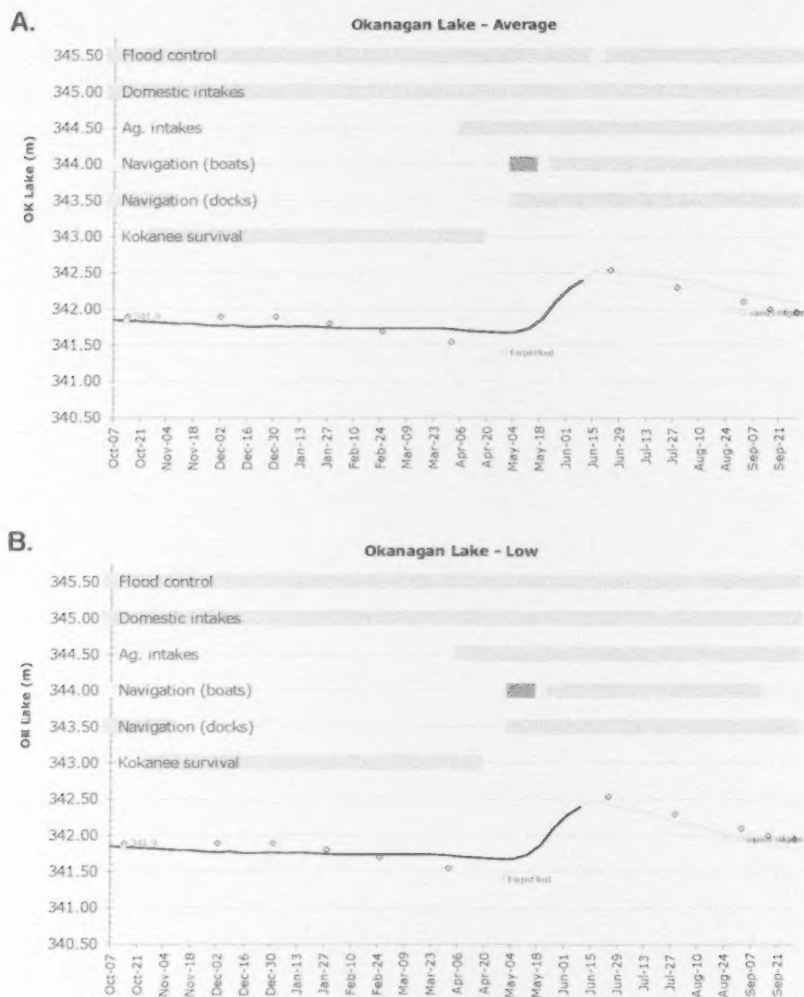 A.
Okanagan Lake – Average
OK Lake (m)
345.50 Flood control
345.00 Domestic intakes
344.50 Ag. intakes
344.00 Navigation (boats)
343.50 Navigation (docks)
343.00 Kokanee survival
342.50
342.00 341.9
341.50
341.00
340.50
Oct-07 Oct-21 Nov-04 Nov-18 Dec-02 Dec-30 Jan-13 Jan-27 Feb-10 Feb-24 Mar-09 Mar-23 Apr-06 Apr-20 May-04 May-18 Jun-01 Jun-15 Jun-29 Jul-13 Jul-27 Aug-10 Aug-24 Sep-07 Sep-21
B.
Okanagan Lake – Low
Lake (m)
345.50 Flood control
345.00 Domestic intakes
344.50 Ag. intakes
344.00 Navigation (boats)
343.50 Navigation (docks)
343.00 Kokanee survival
342.50
342.00 341.9
341.50
341.00
340.50
Oct-07 Oct-21 Nov-04 Nov-18 Dec-02 Dec-30 Jan-13 Jan-27 Feb-10 Feb-24 Mar-09 Mar-23 Apr-06 Apr-20 May-04 May-18 Jun-01 Jun-15 Jun-29 Jul-13 Jul-27 Aug-10 Aug-24 Sep-07 Sep-21